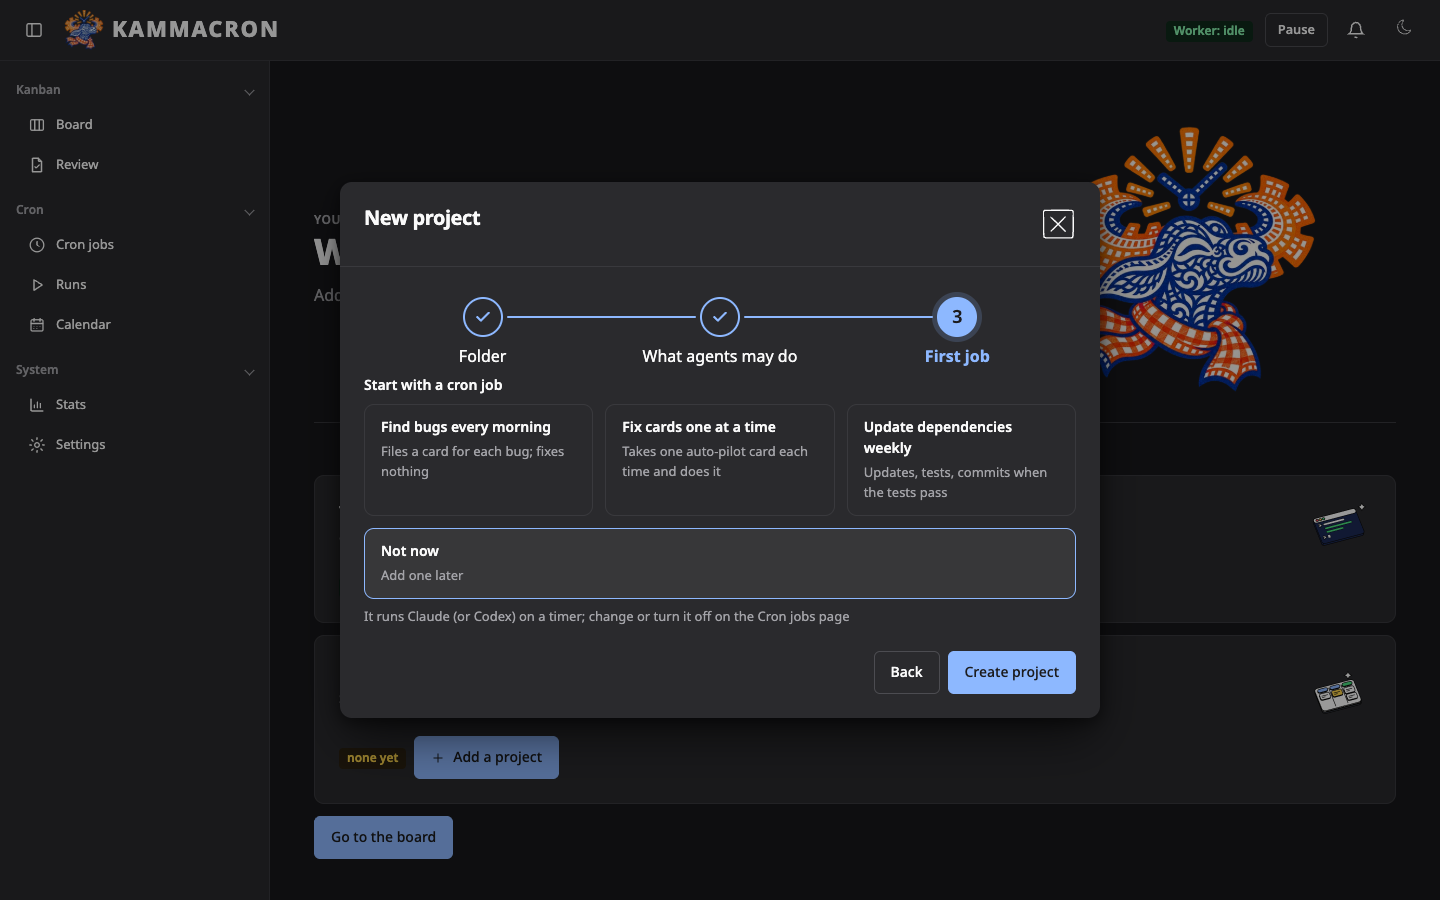 KAMMACRON
Worker: idle
Pause
Kanban
Board
Review
Cron
Cron jobs
Runs
Calendar
System
Stats
Settings
YOU
W
Add
New project
3
Folder
What agents may do
First job
Start with a cron job
Find bugs every morning
Files a card for each bug; fixes
nothing
Fix cards one at a time
Takes one auto-pilot card each
time and does it
Update dependencies
weekly
Updates, tests, commits when
the tests pass
Not now
Add one later
It runs Claude (or Codex) on a timer; change or turn it off on the Cron jobs page
Back
Create project
none yet
Add a project
Go to the board